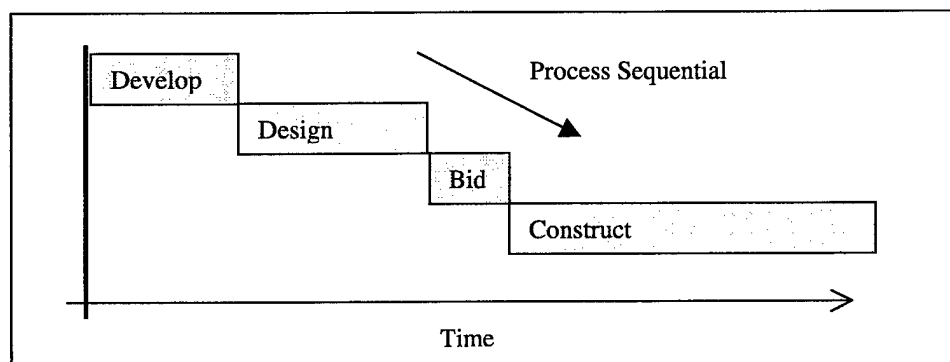 Develop
Process Sequential
Design
Bid
Construct
Time